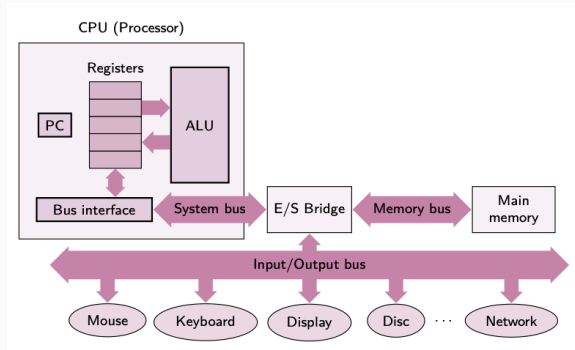 CPU (Processor)
Registers
PC
ALU
Bus interface
System bus
E/S Bridge
Memory bus
Main
memory
Input/Output bus
Mouse
Keyboard
Display
Disc
···
Network